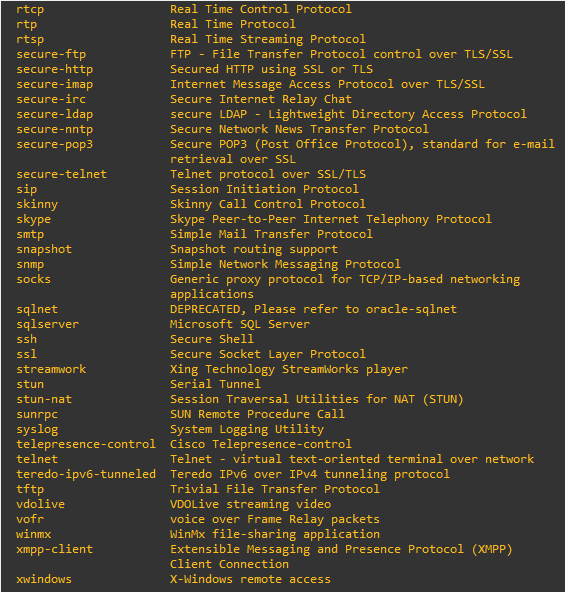 rtcp Real Time Control Protocol
rtp Real Time Protocol
rtsp Real Time Streaming Protocol
secure-ftp FTP - File Transfer Protocol control over TLS/SSL
secure-http Secured HTTP using SSL or TLS
secure-imap Internet Message Access Protocol over TLS/SSL
secure-irc Secure Internet Relay Chat
secure-ldap secure LDAP - Lightweight Directory Access Protocol
secure-nntp Secure Network News Transfer Protocol
secure-pop3 Secure POP3 (Post Office Protocol), standard for e-mail
retrieval over SSL
secure-telnet Telnet protocol over SSL/TLS
sip Session Initiation Protocol
skinny Skinny Call Control Protocol
skype Skype Peer-to-Peer Internet Telephony Protocol
smtp Simple Mail Transfer Protocol
snapshot Snapshot routing support
snmp Simple Network Messaging Protocol
socks Generic proxy protocol for TCP/IP-based networking
applications
sqlnet DEPRECATED, Please refer to oracle-sqlnet
sqlserver Microsoft SQL Server
ssh Secure Shell
ssl Secure Socket Layer Protocol
streamwork Xing Technology StreamWorks player
stun Serial Tunnel
stun-nat Session Traversal Utilities for NAT (STUN)
sunrpc SUN Remote Procedure Call
syslog System Logging Utility
telepresence-control Cisco Telepresence-control
telnet Telnet - virtual text-oriented terminal over network
teredo-ipv6-tunneled Teredo IPv6 over IPv4 tunneling protocol
tftp Trivial File Transfer Protocol
vdolive VDOLive streaming video
vofr voice over Frame Relay packets
winmx WinMx file-sharing application
xmpp-client Extensible Messaging and Presence Protocol (XMPP)
Client Connection
xwindows X-Windows remote access